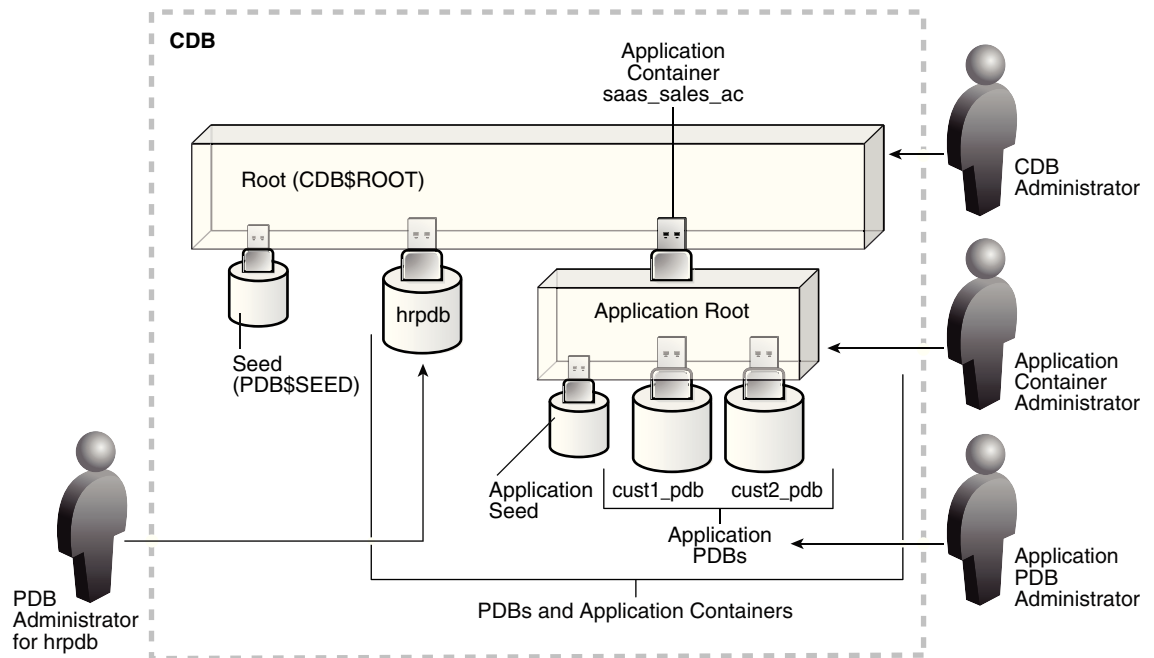 CDB
Application
Container
saas_sales_ac
Root (CDB$ROOT)
CDB
Administrator
hrpdb
Application Root
Seed
(PDB$SEED)
Application
Container
Administrator
Application
Seed
cust1_pdb
cust2_pdb
Application
PDBs
Application
PDB
Administrator
PDB
Administrator
for hrpdb
PDBs and Application Containers